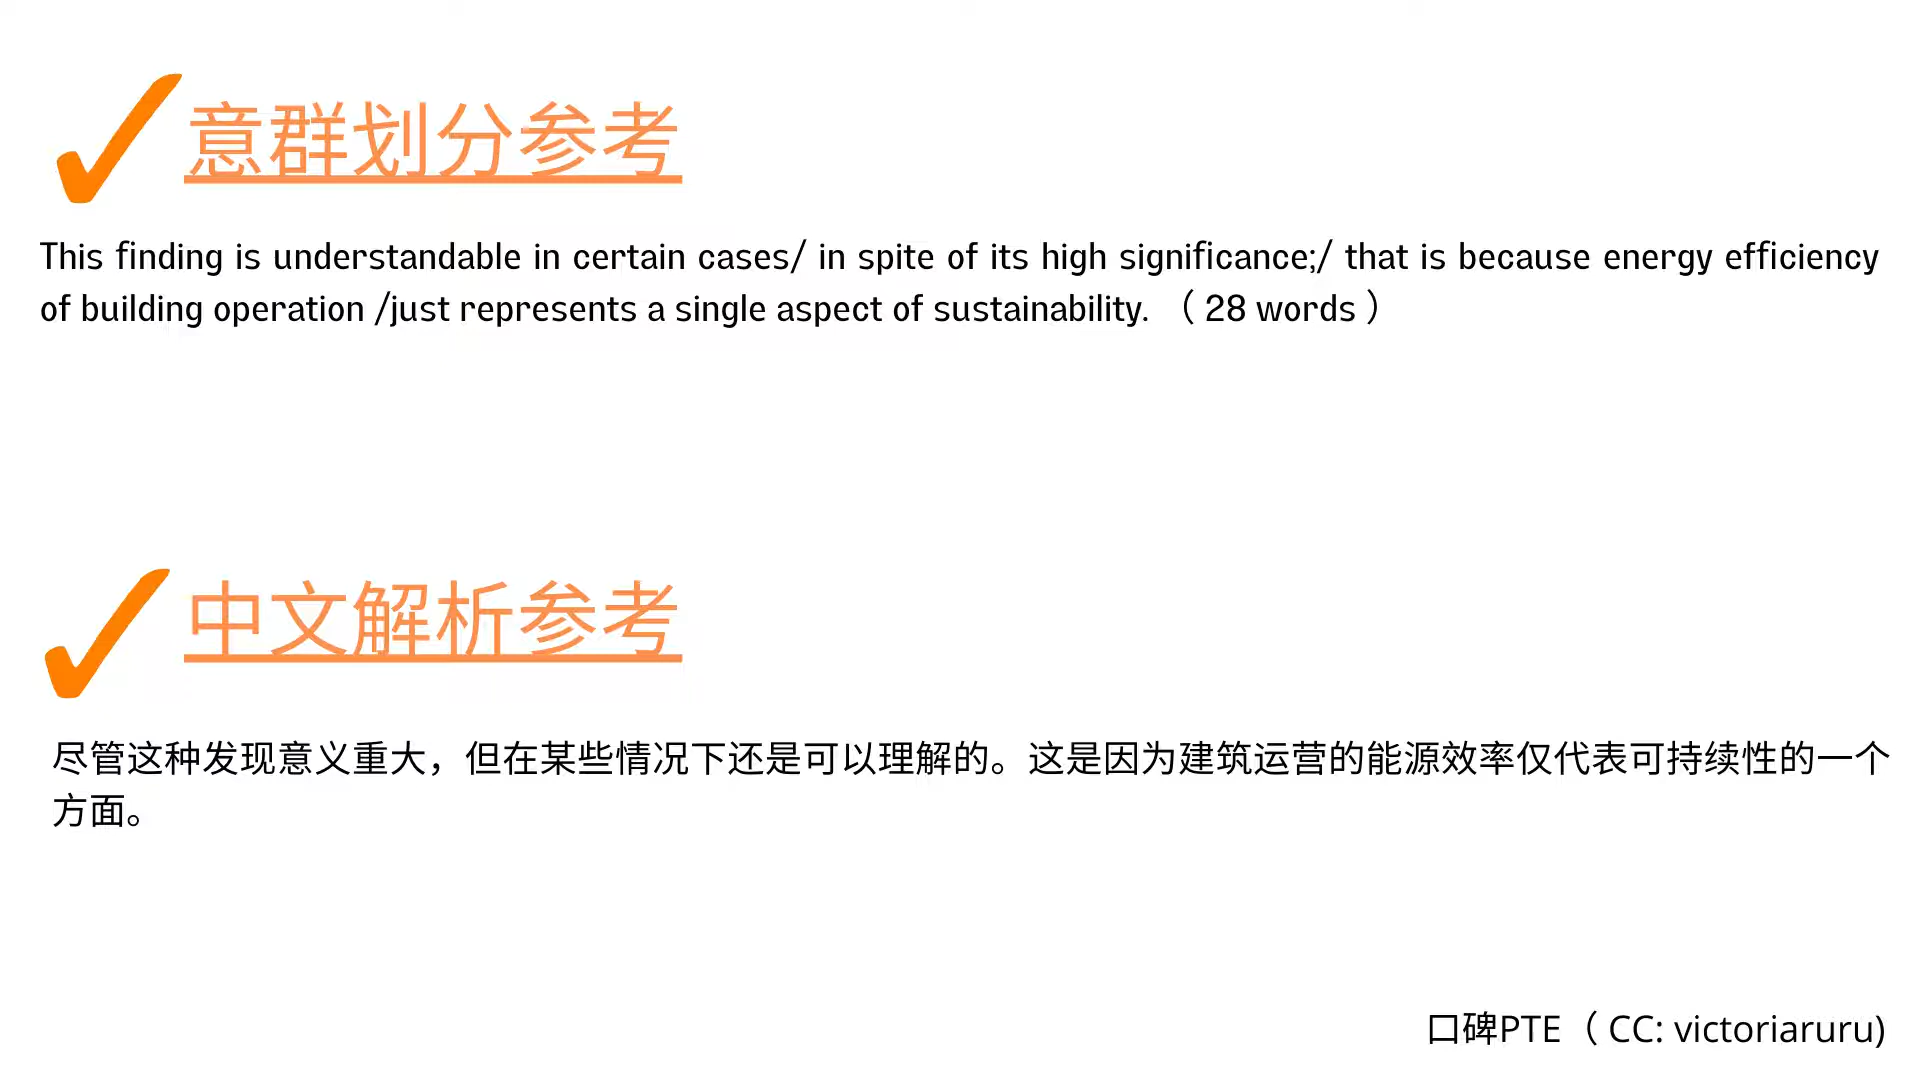 意群划分参考
This finding is understandable in certain cases/ in spite of its high significance;/ that is because energy efficiency
of building operation /just represents a single aspect of sustainability. （28 words）
中文解析参考
尽管这种发现意义重大，但在某些情况下还是可以理解的。这是因为建筑运营的能源效率仅代表可持续性的一个
方面。
口碑PTE（ CC: victoriaruru)